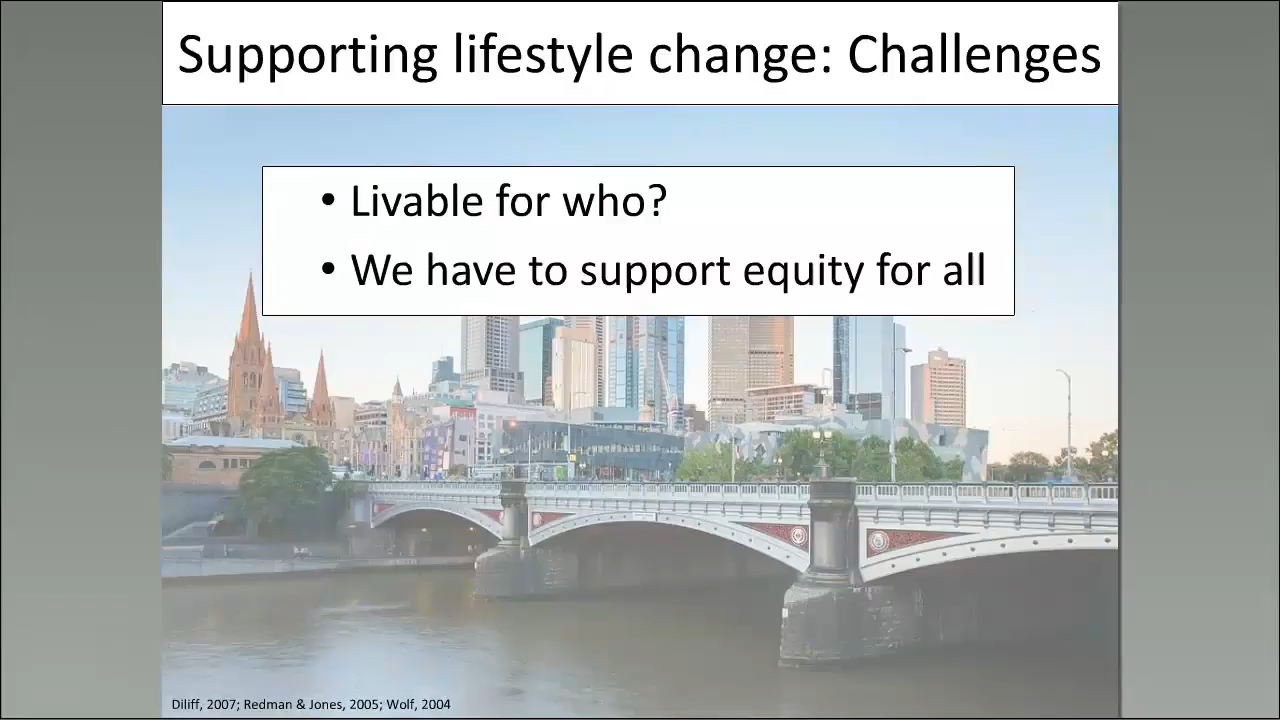 Supporting lifestyle change: Challenges
• Livable for who?
• We have to support equity for all
Diliff, 2007; Redman & Jones, 2005; Wolf, 2004